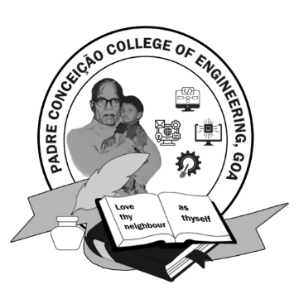 PADRE CONCEIÇÃO COLLEGE OF ENGINEERING, GOA
Love
thy
neighbour
as
thyself